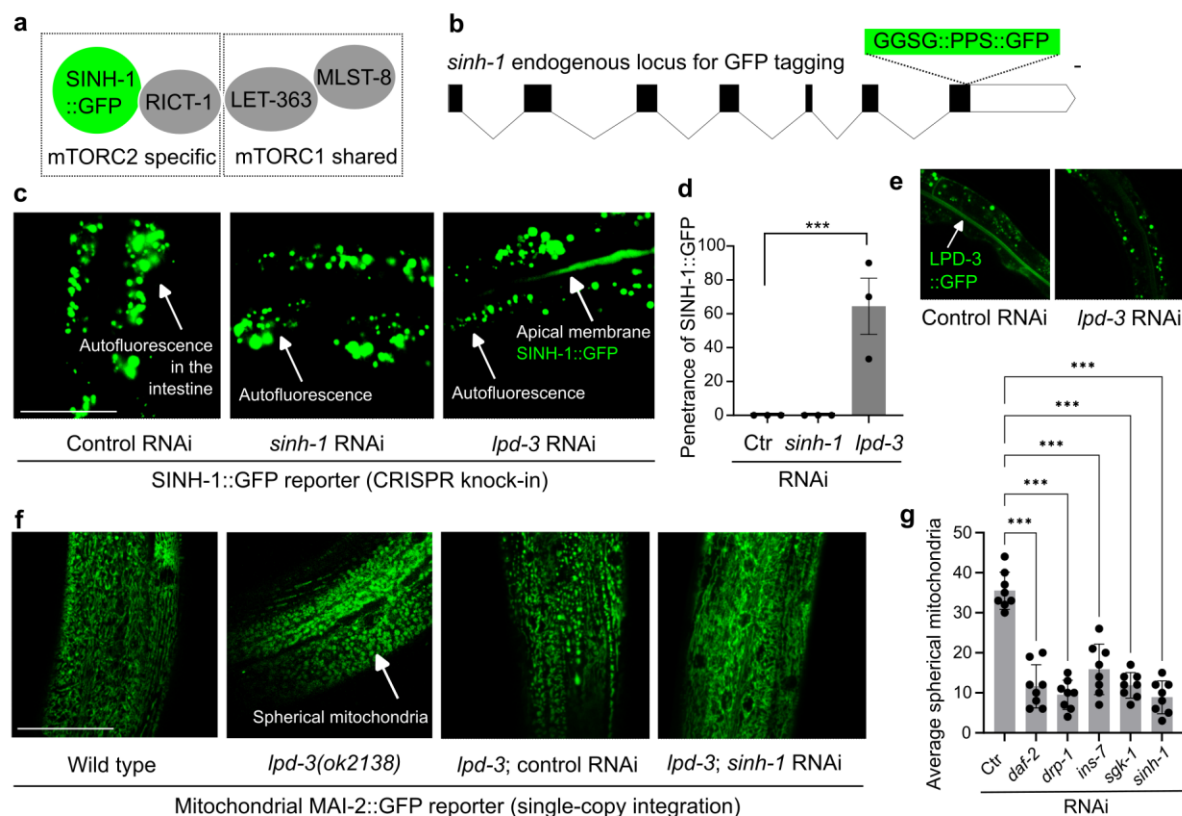 a
SINH-1
::GFP
RICT-1
LET-363
MLST-8
mTORC2 specific
mTORC1 shared
b
GGSG::PPS::GFP
sinh-1 endogenous locus for GFP tagging
c
Autofluorescence
in the
intestine
Autofluorescence
Apical membrane
SINH-1::GFP
Autofluorescence
Control RNAi
sinh-1 RNAi
lpd-3 RNAi
SINH-1::GFP reporter (CRISPR knock-in)
d
Penetrance of SINH-1::GFP
100
80
60
40
20
0
***
Ctr
sinh-1
lpd-3
RNAi
e
LPD-3
::GFP
Control RNAi
lpd-3 RNAi
f
Spherical mitochondria
Wild type
lpd-3(ok2138)
lpd-3; control RNAi
lpd-3; sinh-1 RNAi
Mitochondrial MAI-2::GFP reporter (single-copy integration)
g
Average spherical mitochondria
50
40
30
20
10
0
***
***
***
***
***
Ctr
daf-2
drp-1
ins-7
sgk-1
sinh-1
RNAi